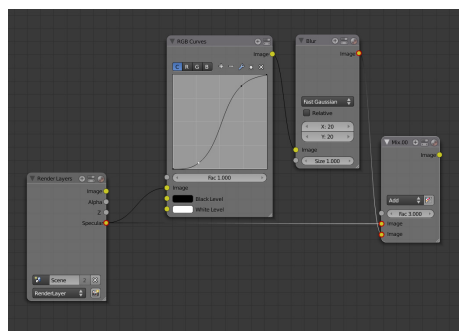 RGB Curves
Image
C R G B
Fac 1.000
Image
Black Level
White Level
Blur
Image
Fast Gaussian
Relative
X: 20
Y: 20
Image
Size 1.000
Mix.00
Image
Add
Fac 3.000
Image
Image
Render Layers
Image
Alpha
Z
Specular
Scene 2
RenderLayer